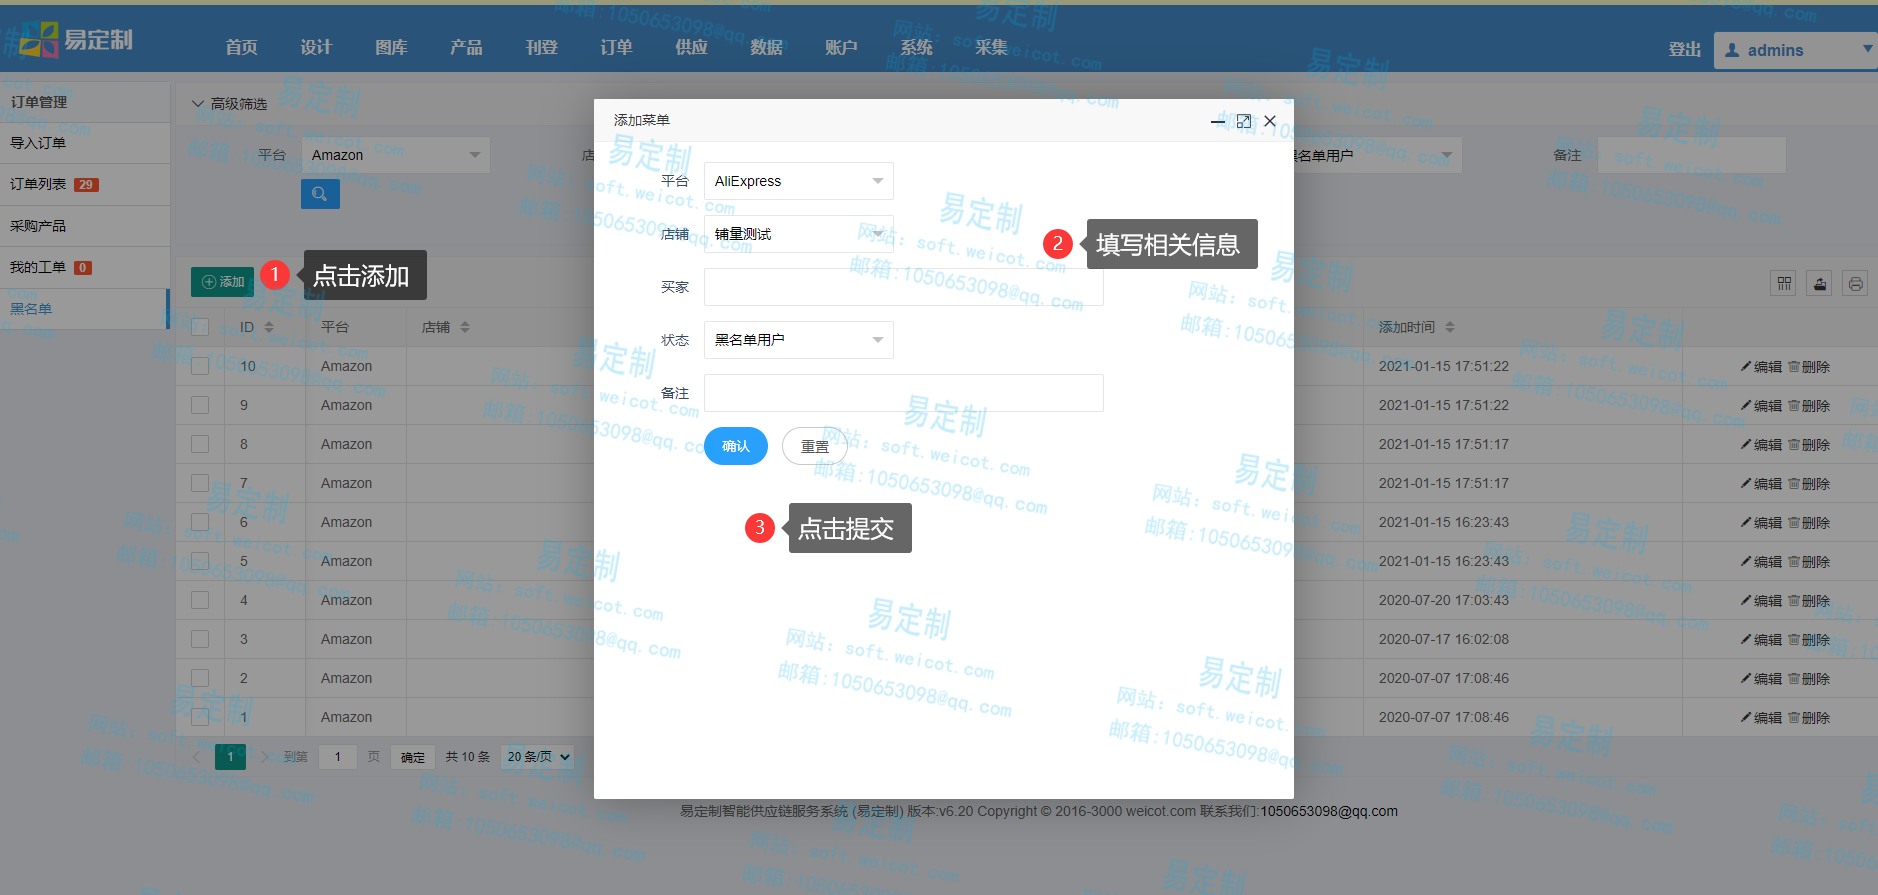 易定制
首页 设计 图库 产品 刊登 订单 供应 数据 账户 系统 采集
登出 admins
订单管理
导入订单
订单列表 29
采购产品
我的工单 0
黑名单
高级筛选
平台 Amazon
店
黑名单用户
备注
添加
1 点击添加
添加菜单
平台 AliExpress
店铺 铺量测试
买家
状态 黑名单用户
备注
确认 重置
2 填写相关信息
3 点击提交
ID 平台 店铺 添加时间
10 Amazon 2021-01-15 17:51:22 编辑 删除
9 Amazon 2021-01-15 17:51:22 编辑 删除
8 Amazon 2021-01-15 17:51:17 编辑 删除
7 Amazon 2021-01-15 17:51:17 编辑 删除
6 Amazon 2021-01-15 16:23:43 编辑 删除
5 Amazon 2021-01-15 16:23:43 编辑 删除
4 Amazon 2020-07-20 17:03:43 编辑 删除
3 Amazon 2020-07-17 16:02:08 编辑 删除
2 Amazon 2020-07-07 17:08:46 编辑 删除
1 Amazon 2020-07-07 17:08:46 编辑 删除
1 到第 1 页 确定 共 10 条 20 条/页
易定制智能供应链服务系统 (易定制) 版本:v6.20 Copyright © 2016-3000 weicot.com 联系我们:1050653098@qq.com
易定制
网站: soft.weicot.com
邮箱:1050653098@qq.com